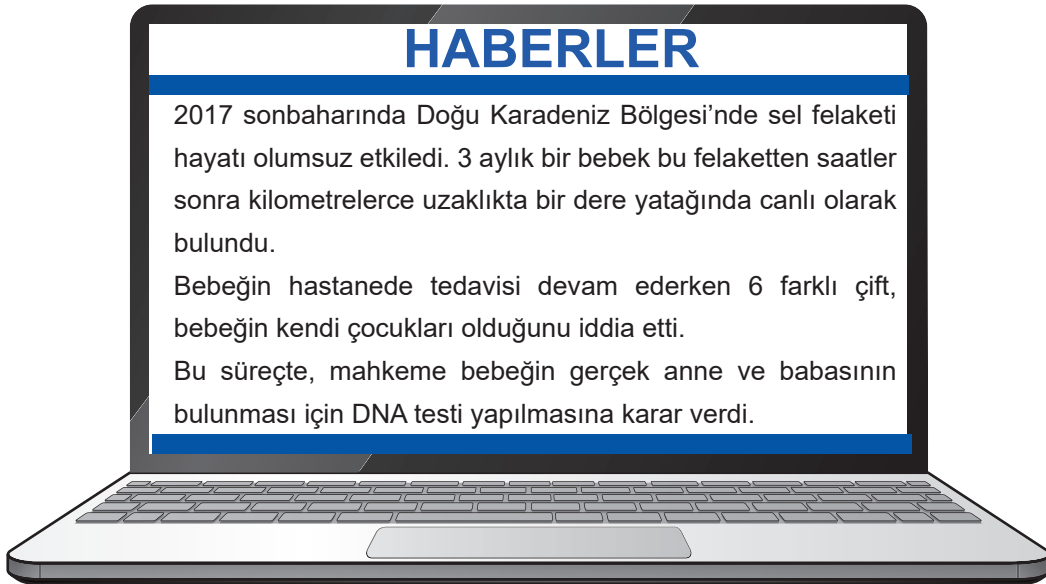 HABERLER
2017 sonbaharında Doğu Karadeniz Bölgesi’nde sel felaketi
hayatı olumsuz etkiledi. 3 aylık bir bebek bu felaketten saatler
sonra kilometrelerce uzaklıkta bir dere yatağında canlı olarak
bulundu.
Bebeğin hastanede tedavisi devam ederken 6 farklı çift,
bebeğin kendi çocukları olduğunu iddia etti.
Bu süreçte, mahkeme bebeğin gerçek anne ve babasının
bulunması için DNA testi yapılmasına karar verdi.